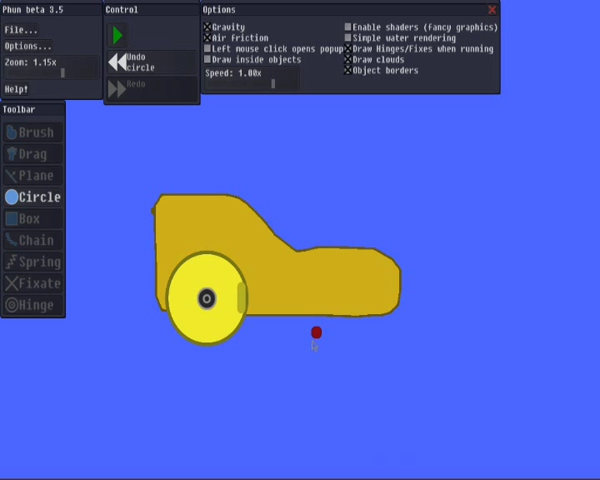 Phun beta 3.5
File...
Options...
Zoom: 1.15x
Help!
Control
Undo
circle
Redo
Options
Gravity
Air friction
Left mouse click opens popup
Draw inside objects
Speed: 1.00x
Enable shaders (fancy graphics)
Simple water rendering
Draw Hinges/Fixes when running
Draw clouds
Object borders
Toolbar
Brush
Drag
Plane
Circle
Box
Chain
Spring
Fixate
Hinge